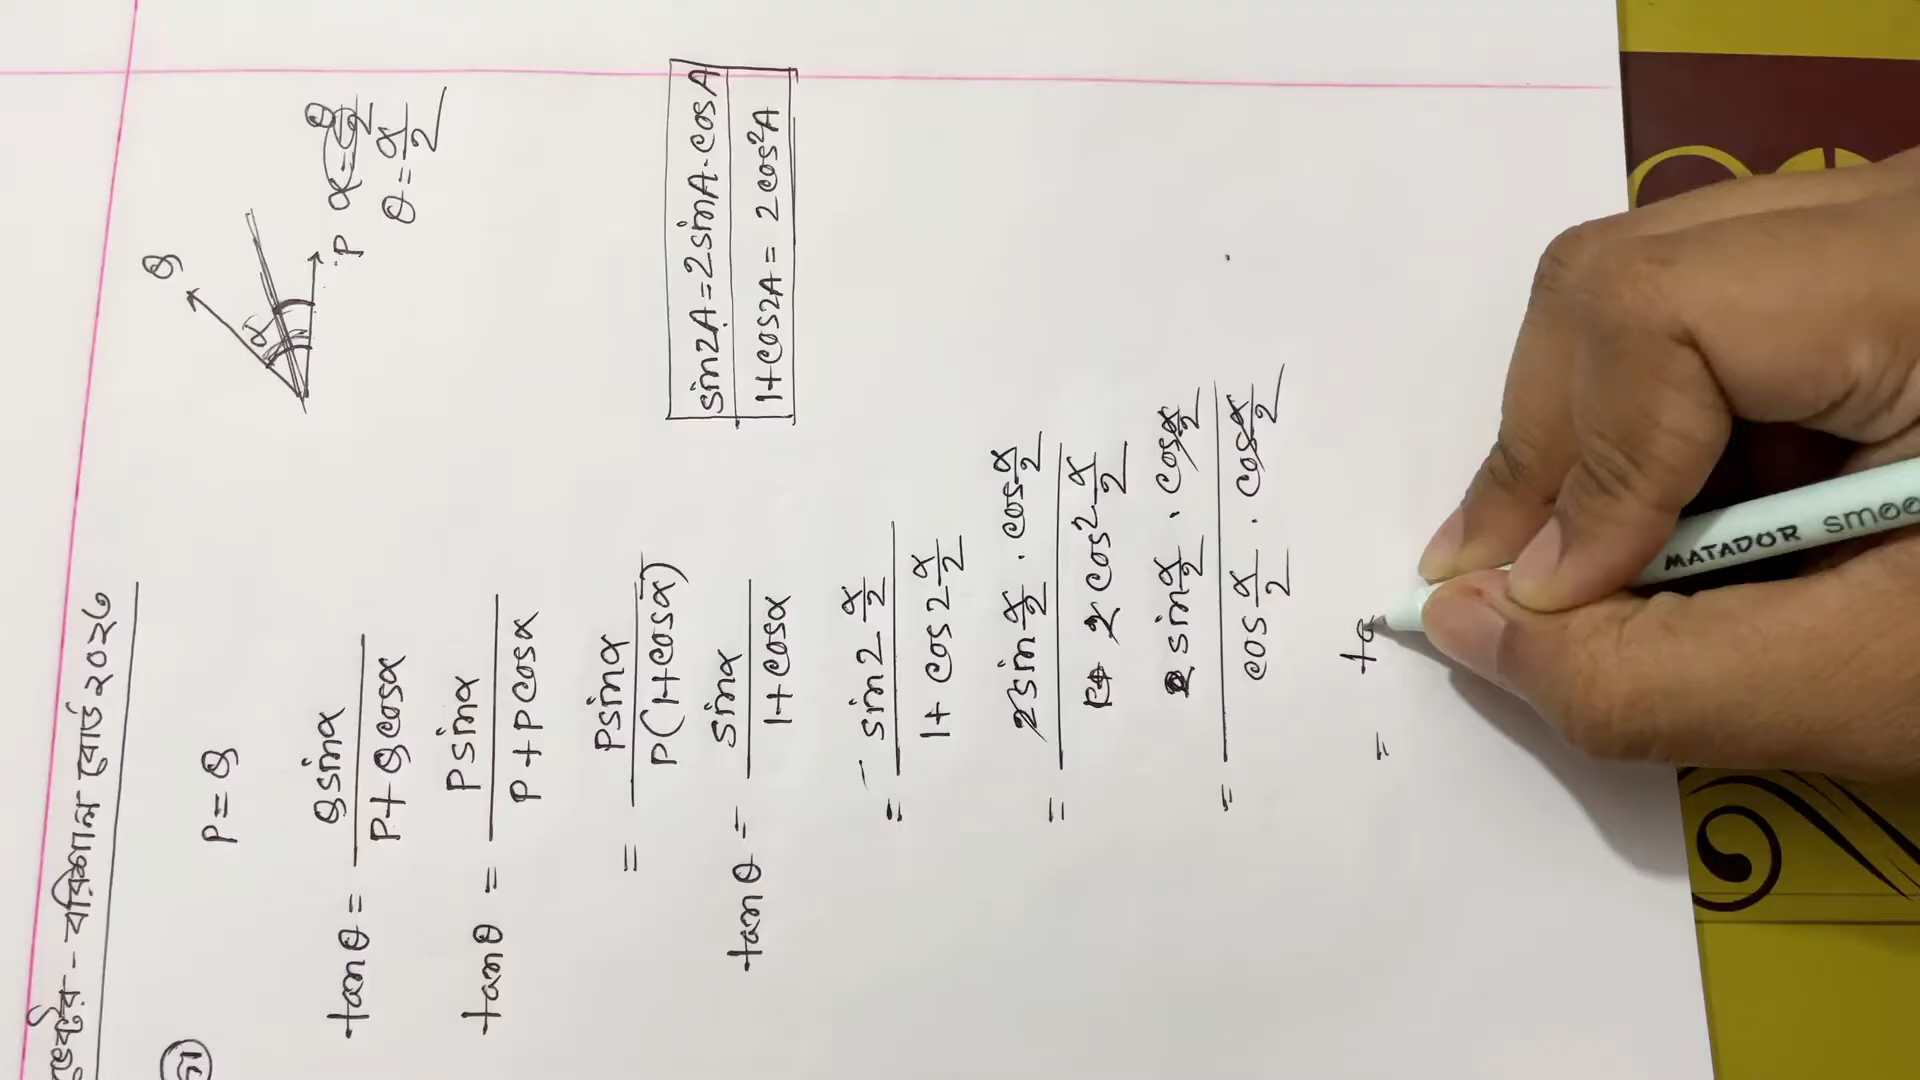 ভেক্টর - বরিশাল বোর্ড ২০২৩
P = Q
Q
α
P
θ = α/2
tanθ = Qsinα / P+Qcosα
tanθ = Psinα / P+Pcosα
= Psinα / P(1+cosα)
tanθ = sinα / 1+cosα
sin2A = 2sinA·cosA
1+cos2A = 2cos²A
= sin2 α/2 / 1+cos2 α/2
= 2sin α/2 · cos α/2 / 2cos² α/2
= sin α/2 · cos α/2 / cos α/2 · cos α/2
= ta
MATADOR smoo